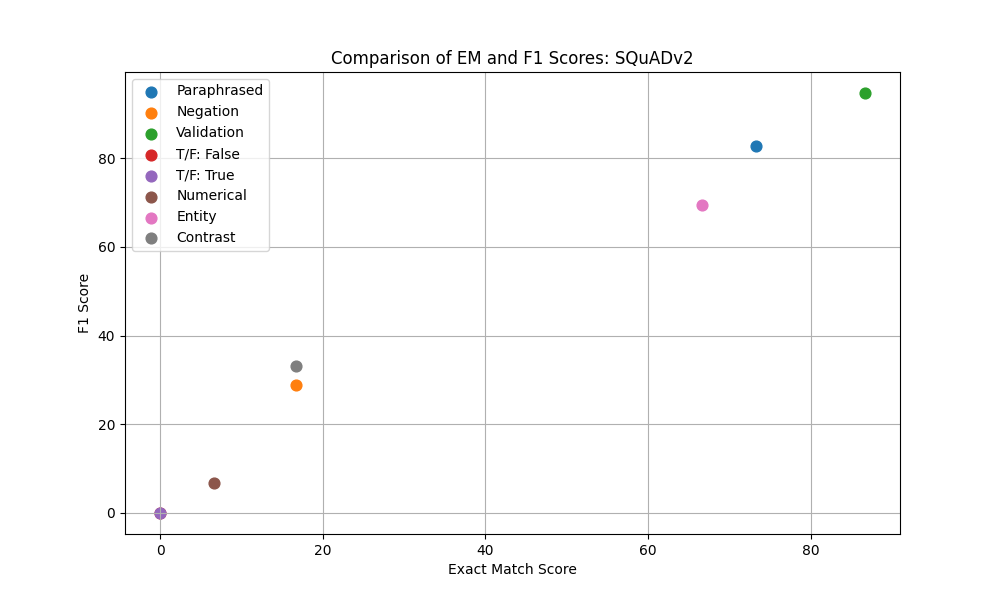 Comparison of EM and F1 Scores: SQuADv2
Paraphrased
Negation
Validation
T/F: False
T/F: True
Numerical
Entity
Contrast
F1 Score
80
60
40
20
0
0 20 40 60 80
Exact Match Score